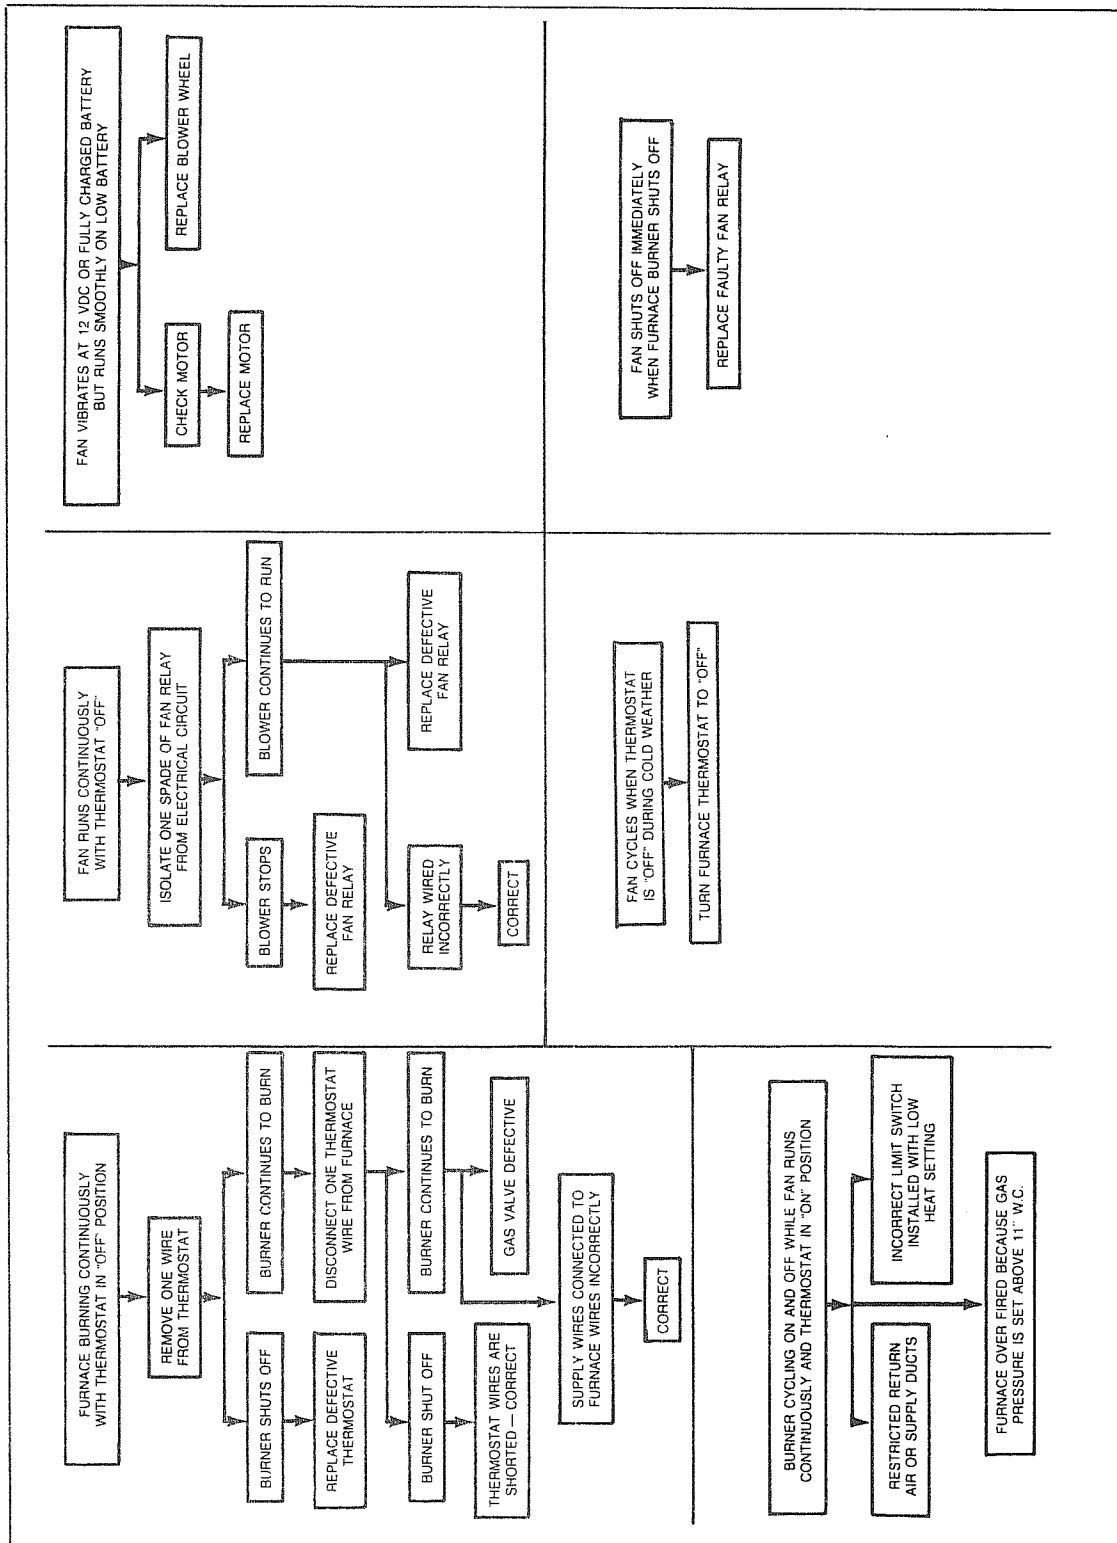 FURNACE BURNING CONTINUOUSLY
WITH THERMOSTAT IN "OFF" POSITION
REMOVE ONE WIRE
FROM THERMOSTAT
BURNER SHUTS OFF
BURNER CONTINUES TO BURN
REPLACE DEFECTIVE
THERMOSTAT
DISCONNECT ONE THERMOSTAT
WIRE FROM FURNACE
BURNER SHUT OFF
BURNER CONTINUES TO BURN
THERMOSTAT WIRES ARE
SHORTED — CORRECT
GAS VALVE DEFECTIVE
SUPPLY WIRES CONNECTED TO
FURNACE WIRES INCORRECTLY
CORRECT
FAN RUNS CONTINUOUSLY
WITH THERMOSTAT "OFF"
ISOLATE ONE SPADE OF FAN RELAY
FROM ELECTRICAL CIRCUIT
BLOWER STOPS
BLOWER CONTINUES TO RUN
REPLACE DEFECTIVE
FAN RELAY
RELAY WIRED
INCORRECTLY
REPLACE DEFECTIVE
FAN RELAY
CORRECT
FAN VIBRATES AT 12 VDC OR FULLY CHARGED BATTERY
BUT RUNS SMOOTHLY ON LOW BATTERY
CHECK MOTOR
REPLACE BLOWER WHEEL
REPLACE MOTOR
BURNER CYCLING ON AND OFF WHILE FAN RUNS
CONTINUOUSLY AND THERMOSTAT IN "ON" POSITION
RESTRICTED RETURN
AIR OR SUPPLY DUCTS
INCORRECT LIMIT SWITCH
INSTALLED WITH LOW
HEAT SETTING
FURNACE OVER FIRED BECAUSE GAS
PRESSURE IS SET ABOVE 11" W.C.
FAN CYCLES WHEN THERMOSTAT
IS "OFF" DURING COLD WEATHER
TURN FURNACE THERMOSTAT TO "OFF"
FAN SHUTS OFF IMMEDIATELY
WHEN FURNACE BURNER SHUTS OFF
REPLACE FAULTY FAN RELAY